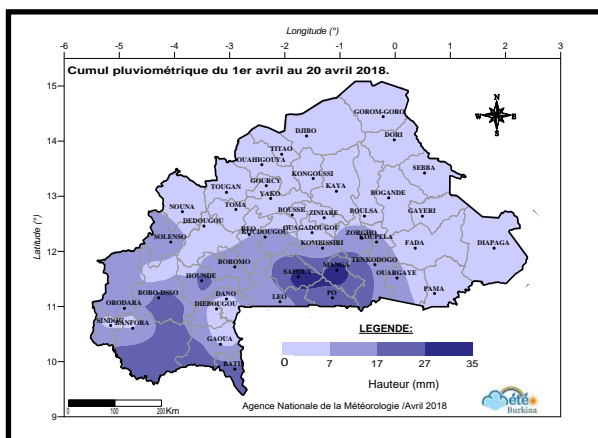 Longitude (°)
-6 -5 -4 -3 -2 -1 0 1 2 3
15
Cumul pluviométrique du 1er avril au 20 avril 2018.
N
W E
S
GOROM-GORO
DJIBO
DORI
14
TITAO
OUAHIGOUYA
KONGOUSSI
SEBBA
GOURCY
TOUGAN
KAYA
YAKO
BOGANDE
13
NOUNA
TOMA
BOUSSE
ZINIARE
BOULSA
GAYERI
DEDOUGOU
REO
OUAGADOUGOU
ZORGHO
SOLENSO
KOUDOUGOU
KOMBISSIRI
KOUPELA
FADA
DIAPAGA
12
Latitude (°)
BOROMO
TENKODOGO
HOUNDE
SAPOUY
MANGA
OUARGAYE
BOBO-DSSO
DANO
LEO
PO
PAMA
11
ORODARA
DIEBOUGOU
SINDOU
BANFORA
LEGENDE:
GAOUA
0 7 17 27 35
10
BATIE
Hauteur (mm)
0 100 200 Km
Agence Nationale de la Météorologie /Avril 2018
été
Burkina
9